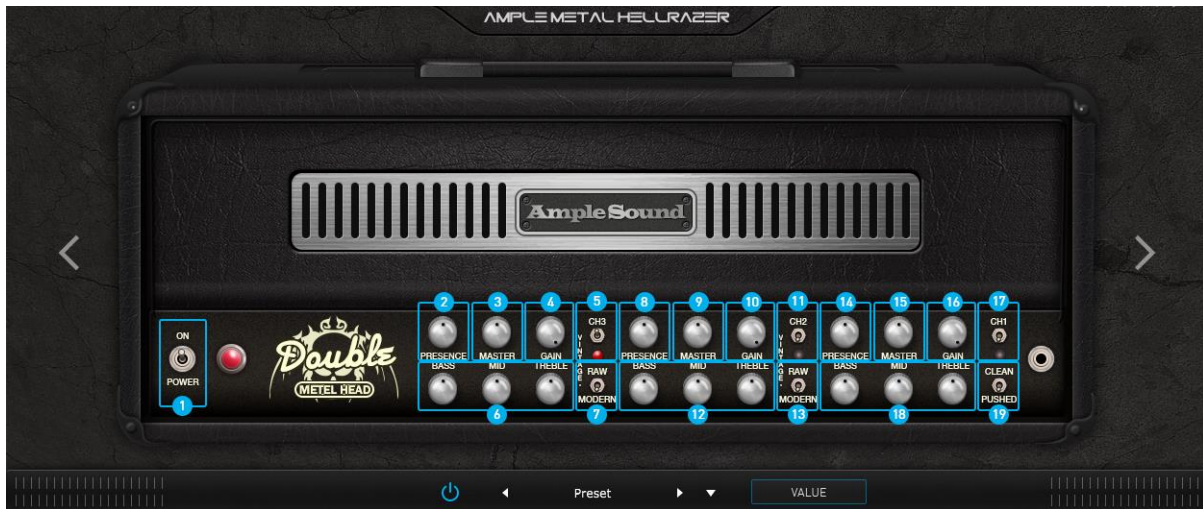 AMPLE METAL HELLRAZER
AmpleSound
2 3 4 5 8 9 10 11 14 15 16 17
ON CH3 CH2 CH1
PRESENCE MASTER GAIN VINTAGE PRESENCE MASTER GAIN VINTAGE PRESENCE MASTER GAIN
Double
METEL HEAD
POWER
BASS MID TREBLE RAW BASS MID TREBLE RAW BASS MID TREBLE CLEAN
MODERN MODERN PUSHED
1 6 7 12 13 18 19
Preset VALUE